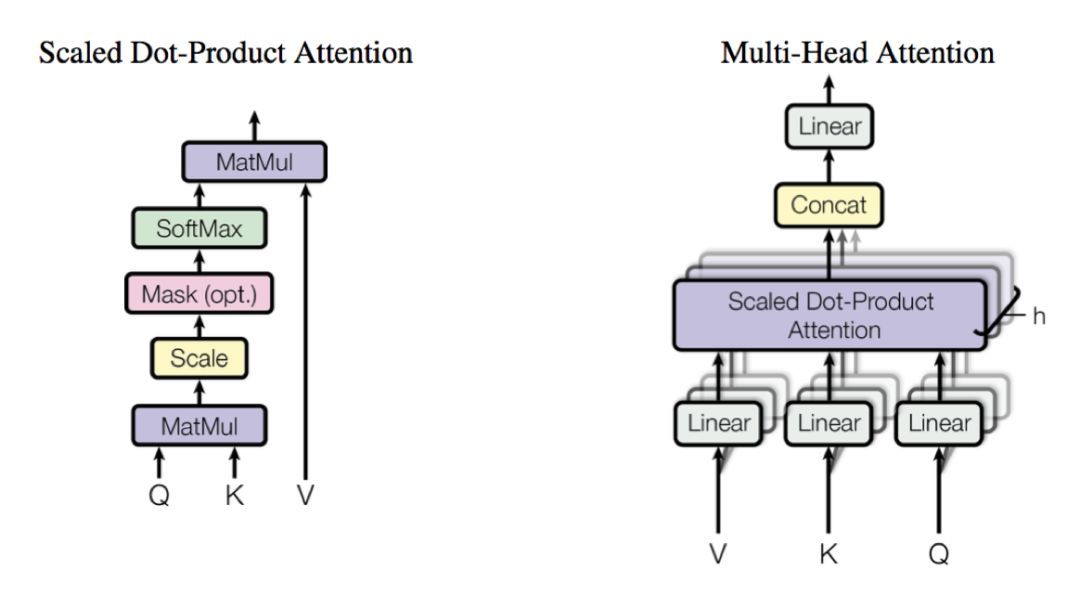 Scaled Dot-Product Attention
MatMul
SoftMax
Mask (opt.)
Scale
MatMul
Q K V
Multi-Head Attention
Linear
Concat
Scaled Dot-Product
Attention
h
Linear Linear Linear
V K Q